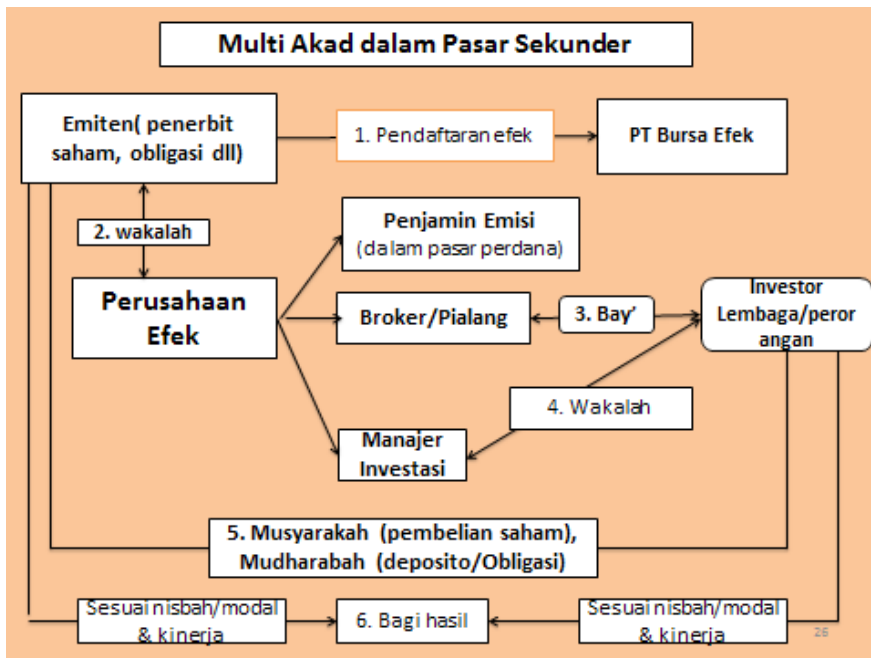 Multi Akad dalam Pasar Sekunder
Emiten( penerbit
saham, obligasi dll)
1. Pendaftaran efek
PT Bursa Efek
2. wakalah
Penjamin Emisi
(dalam pasar perdana)
Perusahaan
Efek
Broker/Pialang
3. Bay’
Investor
Lembaga/peror
angan
4. Wakalah
Manajer
Investasi
5. Musyarakah (pembelian saham),
Mudharabah (deposito/Obligasi)
Sesuai nisbah/modal
& kinerja
6. Bagi hasil
Sesuai nisbah/modal
& kinerja
26